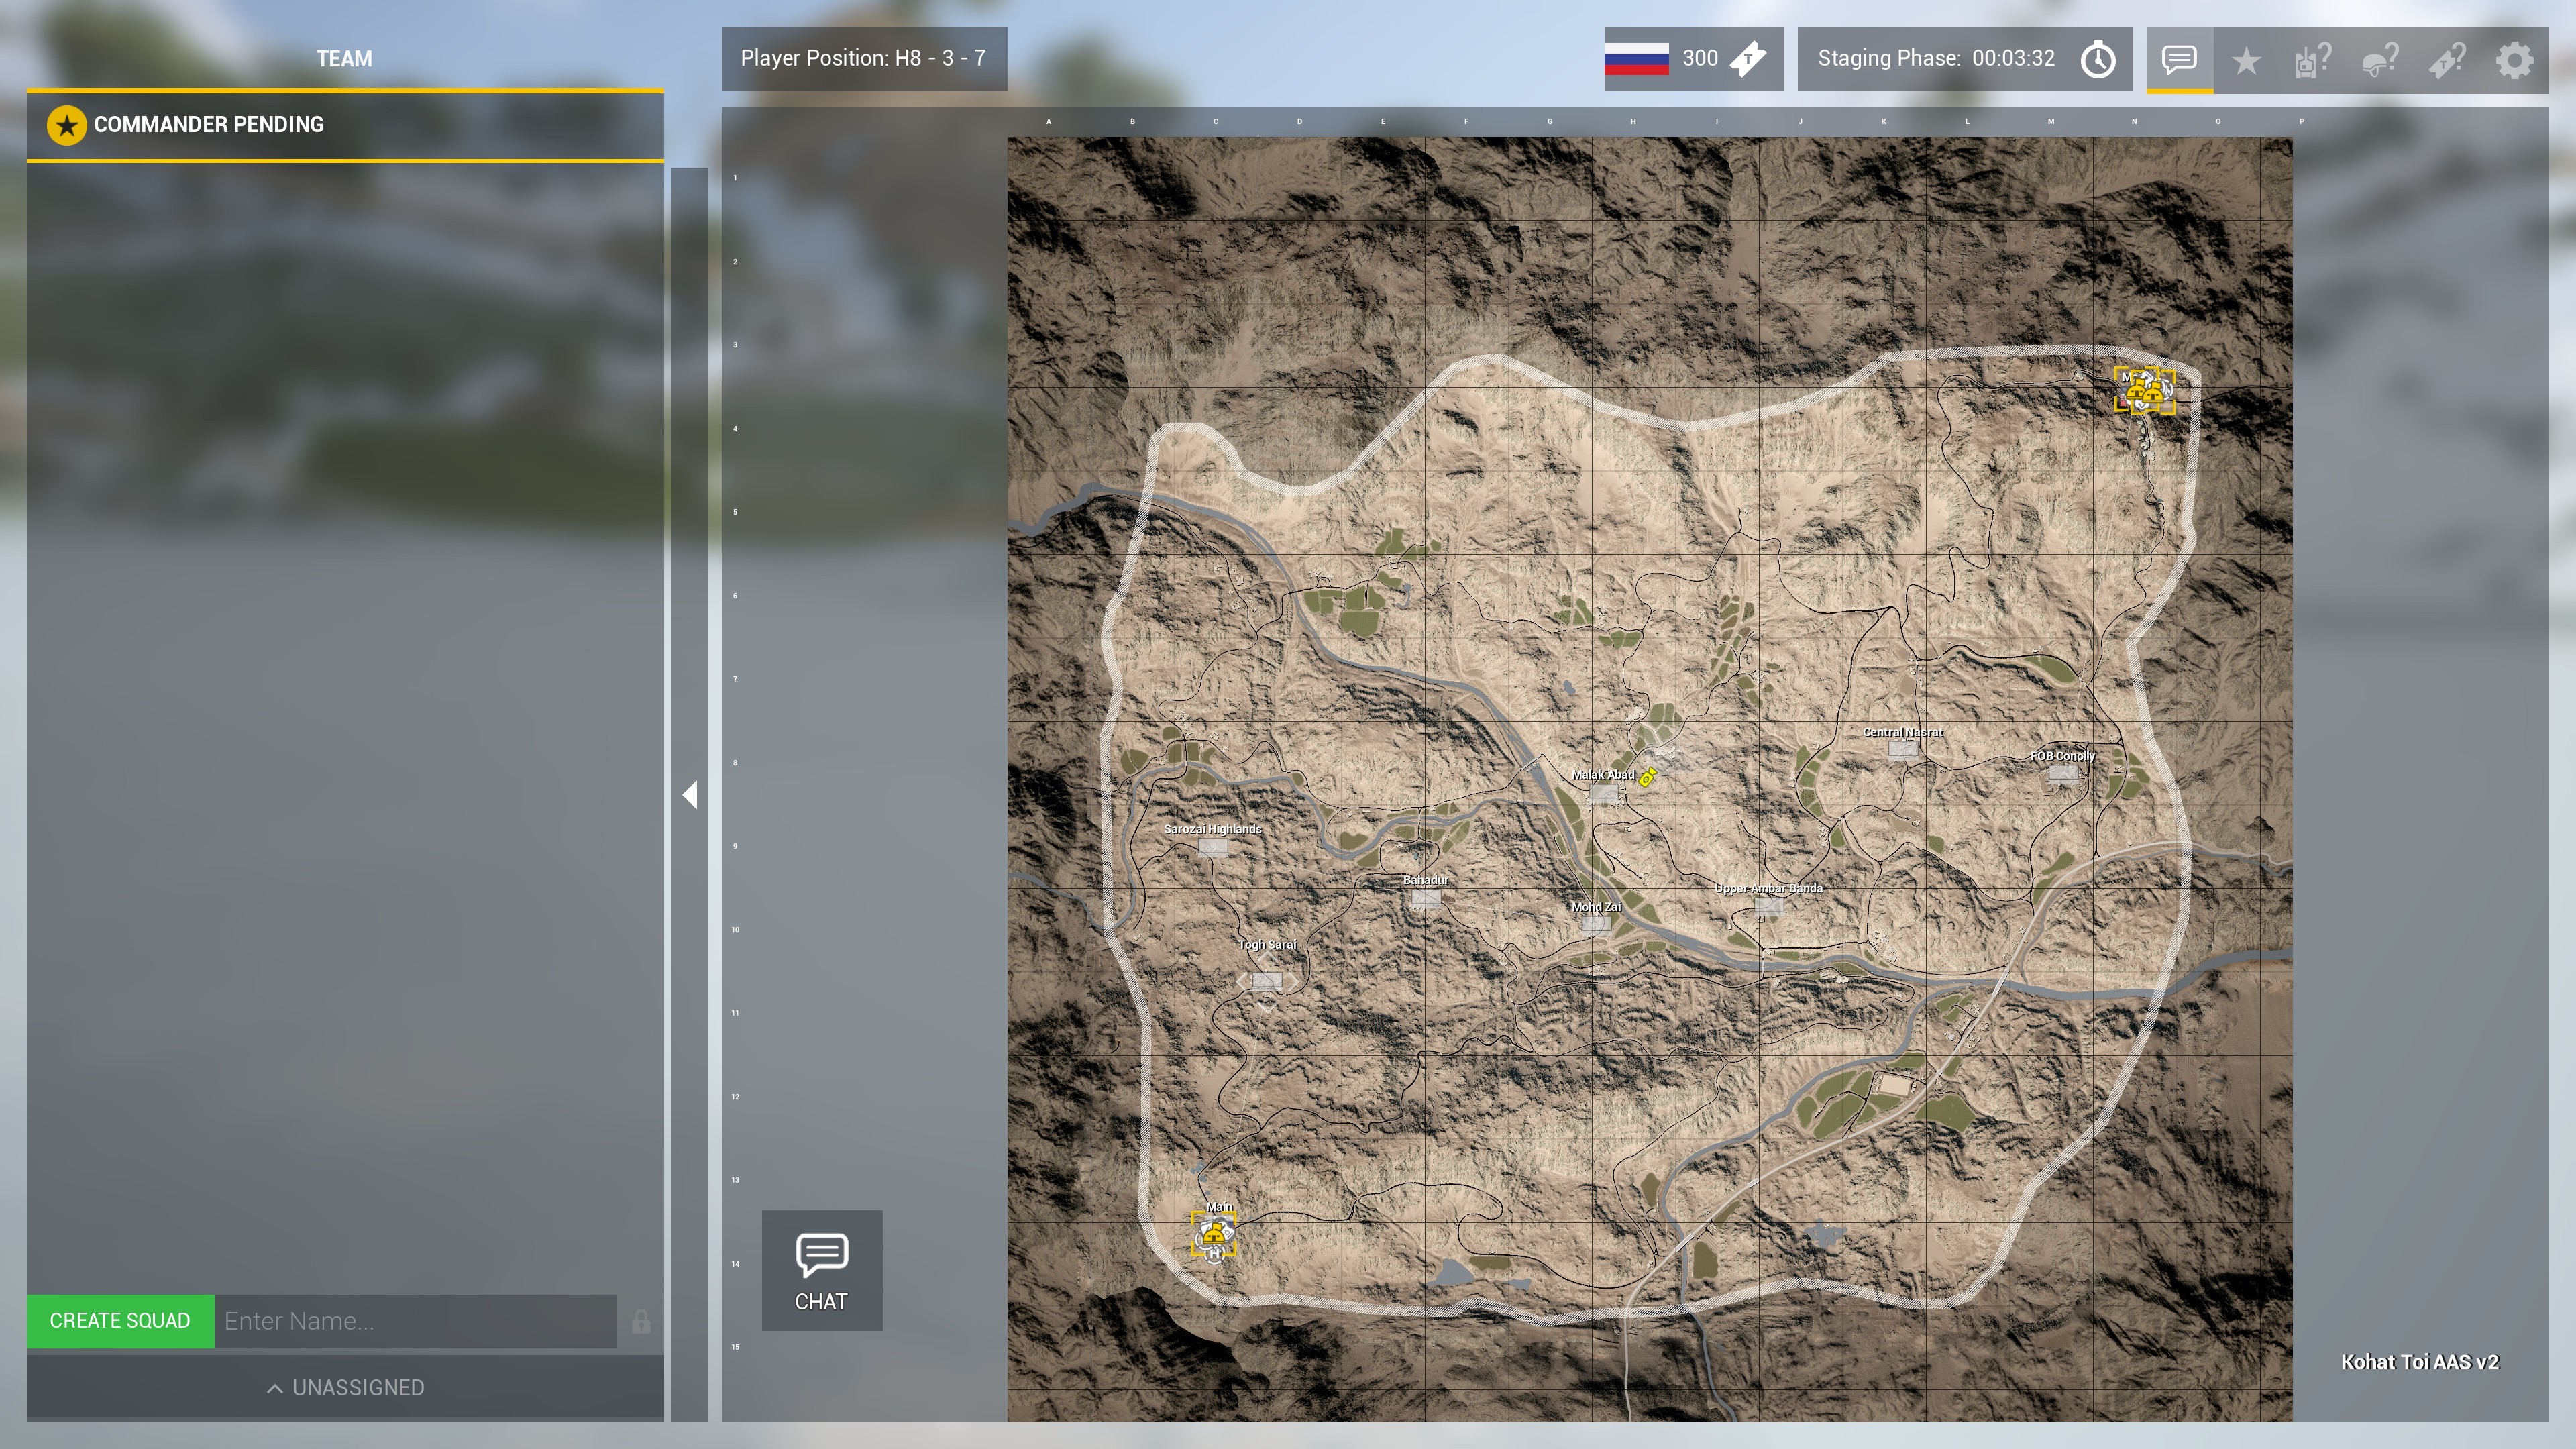 TEAM
Player Position: H8 - 3 - 7
300
T
Staging Phase: 00:03:32
COMMANDER PENDING
A B C D E F G H I J K L M N O P
1
2
3
4
5
6
7
8
9
10
11
12
13
14
15
Central Nasrat
FOB Conolly
Malak Abad
Sarozai Highlands
Bahadur
Upper Ambar Banda
Mohd Zai
Togh Sarai
Main
H
CHAT
CREATE SQUAD
Enter Name...
UNASSIGNED
Kohat Toi AAS v2